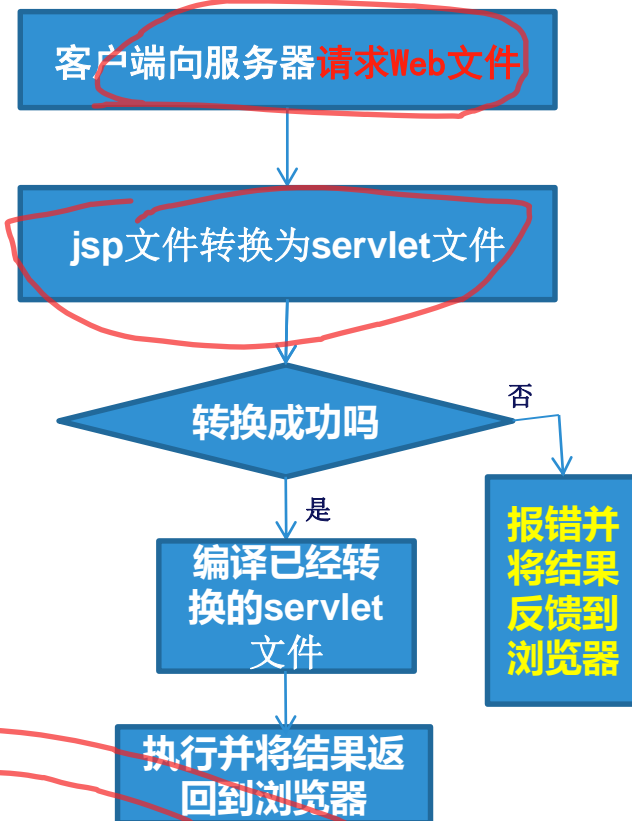 客户端向服务器请求Web文件
jsp文件转换为servlet文件
转换成功吗
否
是
报错并
将结果
反馈到
浏览器
编译已经转
换的servlet
文件
执行并将结果返
回到浏览器